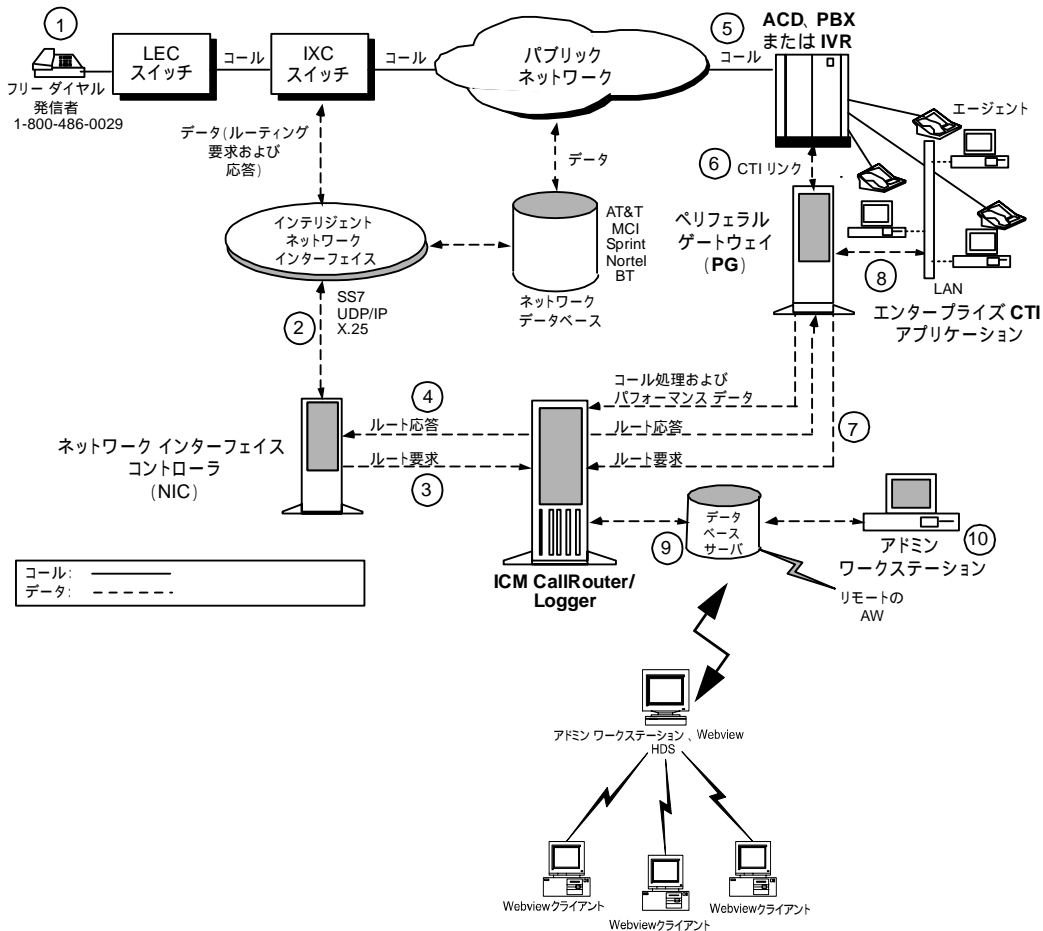 1
フリー ダイヤル
発信者
1-800-486-0029
LEC
スイッチ
コール
IXC
スイッチ
コール
パブリック
ネットワーク
5
コール
ACD、PBX
または IVR
エージェント
データ(ルーティング
要求および
応答)
データ
6
CTI リンク
インテリジェント
ネットワーク
インターフェイス
AT&T
MCI
Sprint
Nortel
BT
ネットワーク
データベース
ペリフェラル
ゲートウェイ
(PG)
8
LAN
エンタープライズ CTI
アプリケーション
2
SS7
UDP/IP
X.25
ネットワーク インターフェイス
コントローラ
(NIC)
4
ルート応答
ルート要求
3
コール処理および
パフォーマンス データ
ルート応答
ルート要求
7
データ
ベース
サーバ
9
10
アドミン
ワークステーション
リモートの
AW
ICM CallRouter/
Logger
コール:
データ:
アドミン ワークステーション 、Webview
HDS
Webviewクライアント
Webviewクライアント
Webviewクライアント